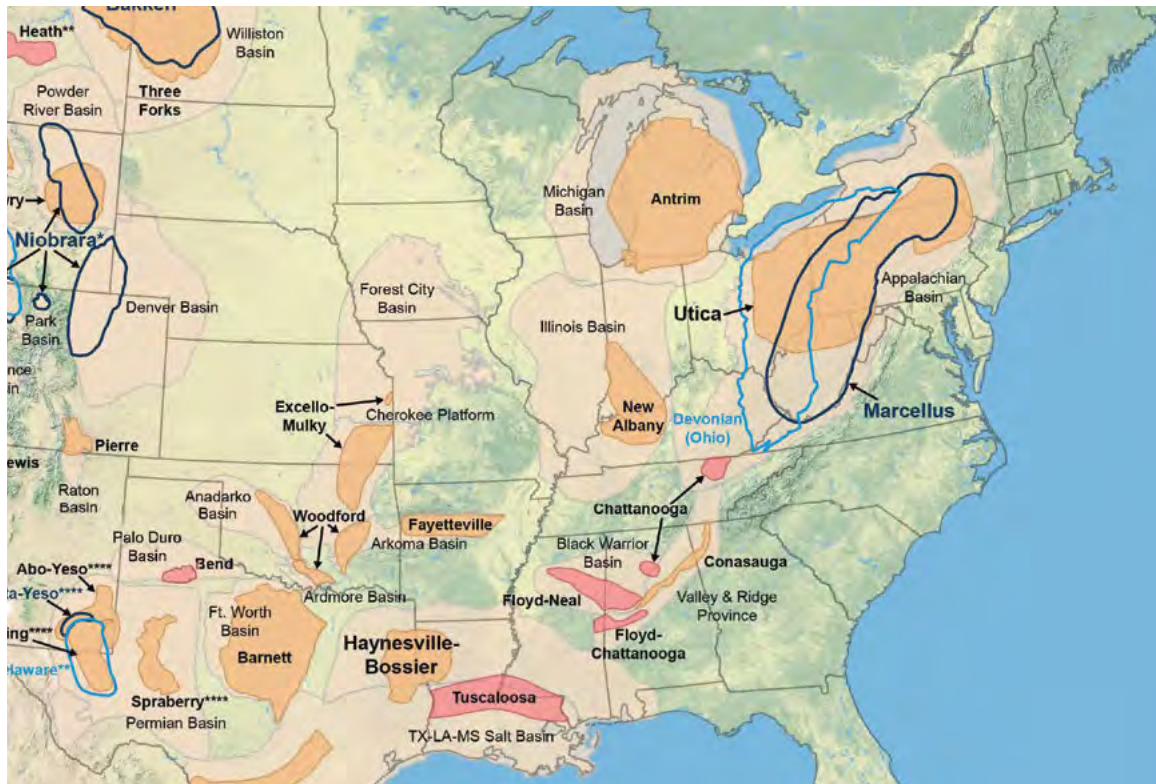 Bakken
Heath**
Williston
Basin
Powder
River Basin
Three
Forks
Michigan
Basin
Antrim
Niobrara*
Park
Basin
Denver Basin
Forest City
Basin
Illinois Basin
Utica
Appalachian
Basin
Excello-
Mulky
Cherokee Platform
New
Albany
Devonian
(Ohio)
Marcellus
Pierre
Raton
Basin
Anadarko
Basin
Woodford
Fayetteville
Arkoma Basin
Chattanooga
Palo Duro
Basin
Bend
Black Warrior
Basin
Conasauga
Abo-Yeso****
Ardmore Basin
Floyd-Neal
Valley & Ridge
Province
Ft. Worth
Basin
Barnett
Haynesville-
Bossier
Floyd-
Chattanooga
Spraberry****
Permian Basin
Tuscaloosa
TX-LA-MS Salt Basin